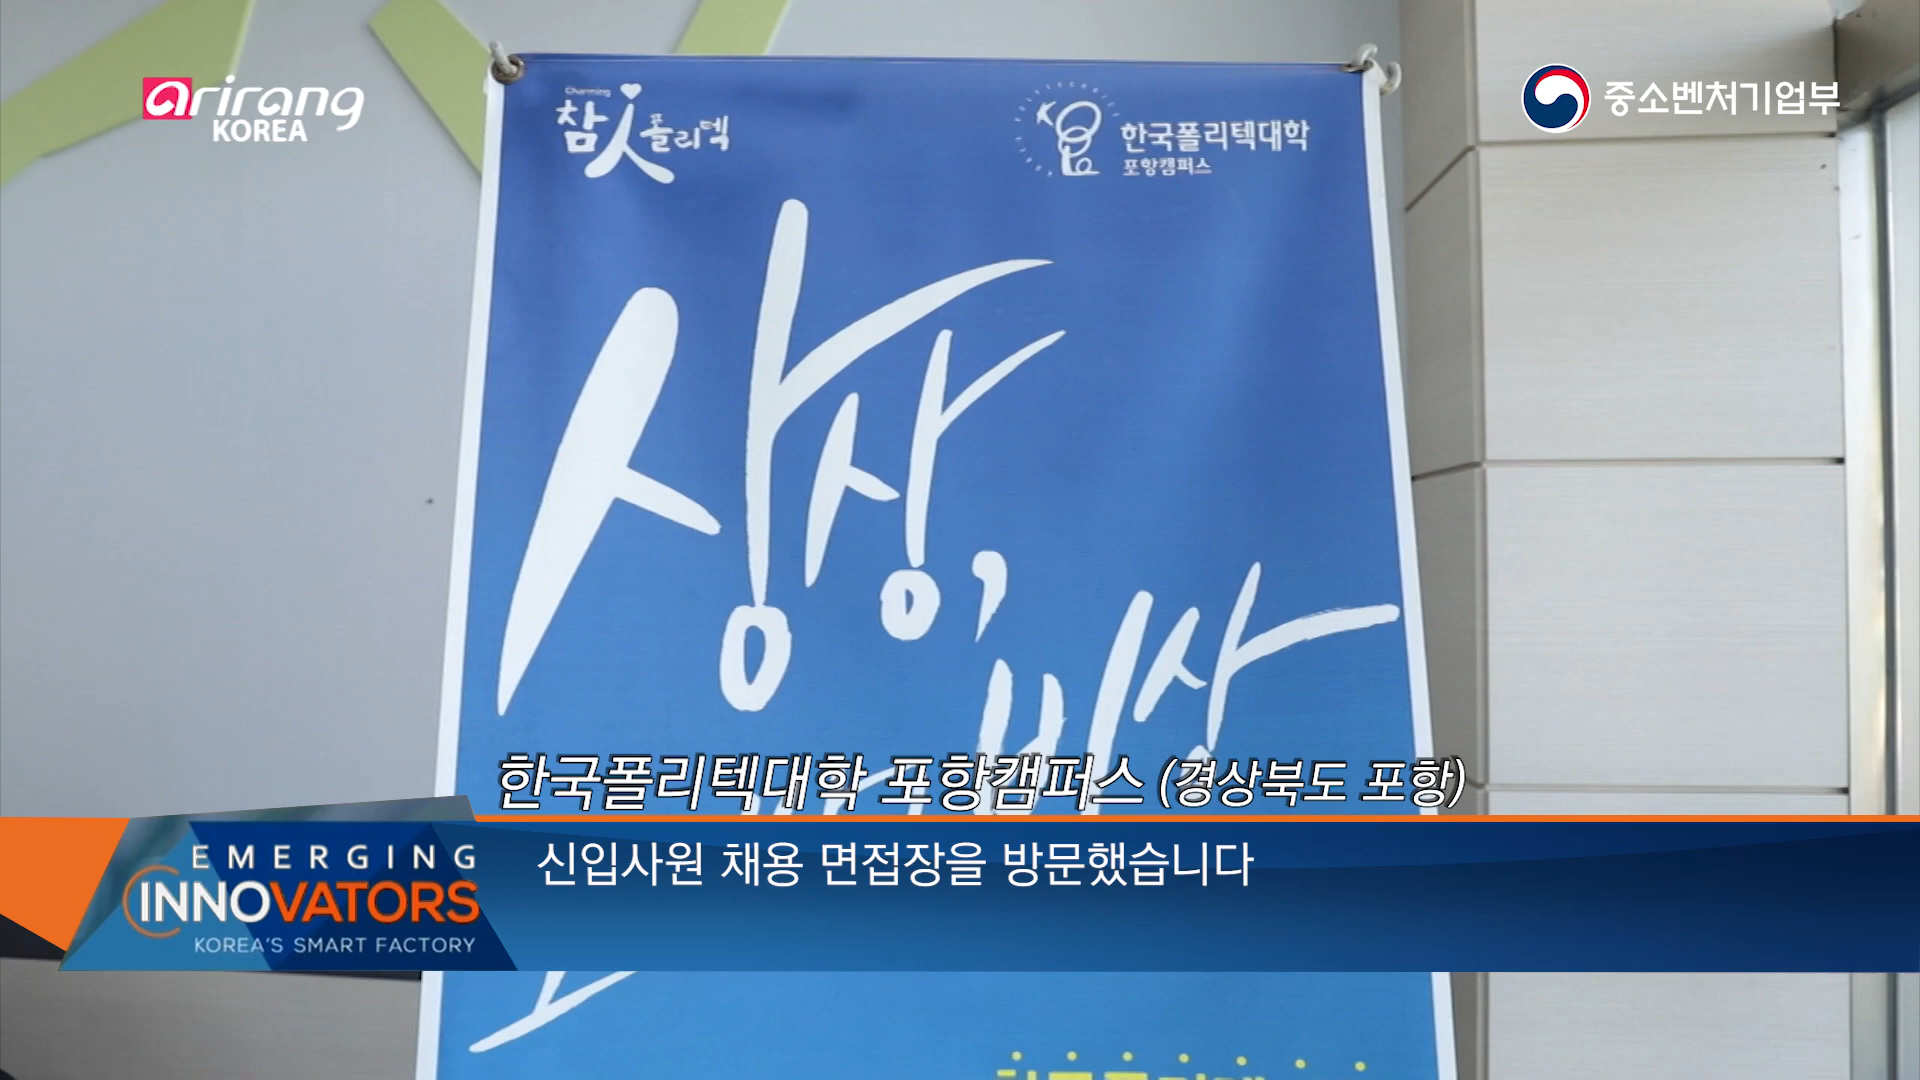 arirang
KOREA
중소벤처기업부
Charming
참人폴리텍
한국폴리텍대학
포항캠퍼스
상상,
비상
한국폴리텍대학 포항캠퍼스 (경상북도 포항)
EMERGING
INNOVATORS
KOREA'S SMART FACTORY
신입사원 채용 면접장을 방문했습니다